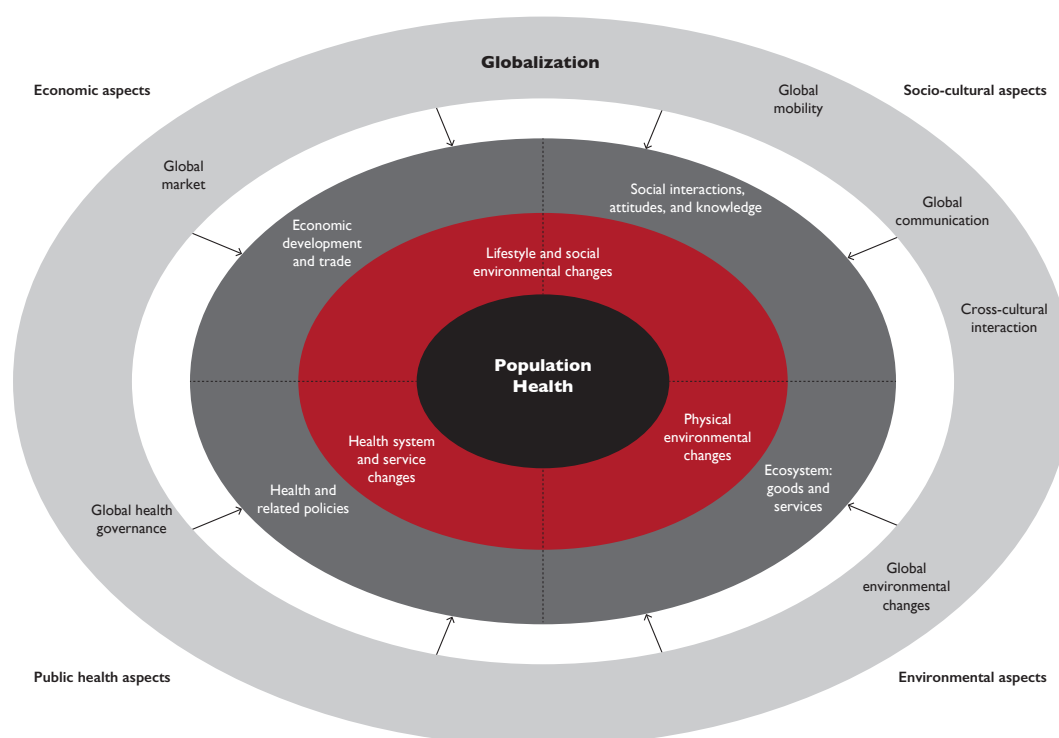 Globalization
Economic aspects
Socio-cultural aspects
Global
mobility
Global
market
Social interactions,
attitudes, and knowledge
Global
communication
Economic
development
and trade
Lifestyle and social
environmental changes
Cross-cultural
interaction
Population
Health
Physical
environmental
changes
Health system
and service
changes
Ecosystem:
goods and
services
Health and
related policies
Global health
governance
Global
environmental
changes
Public health aspects
Environmental aspects